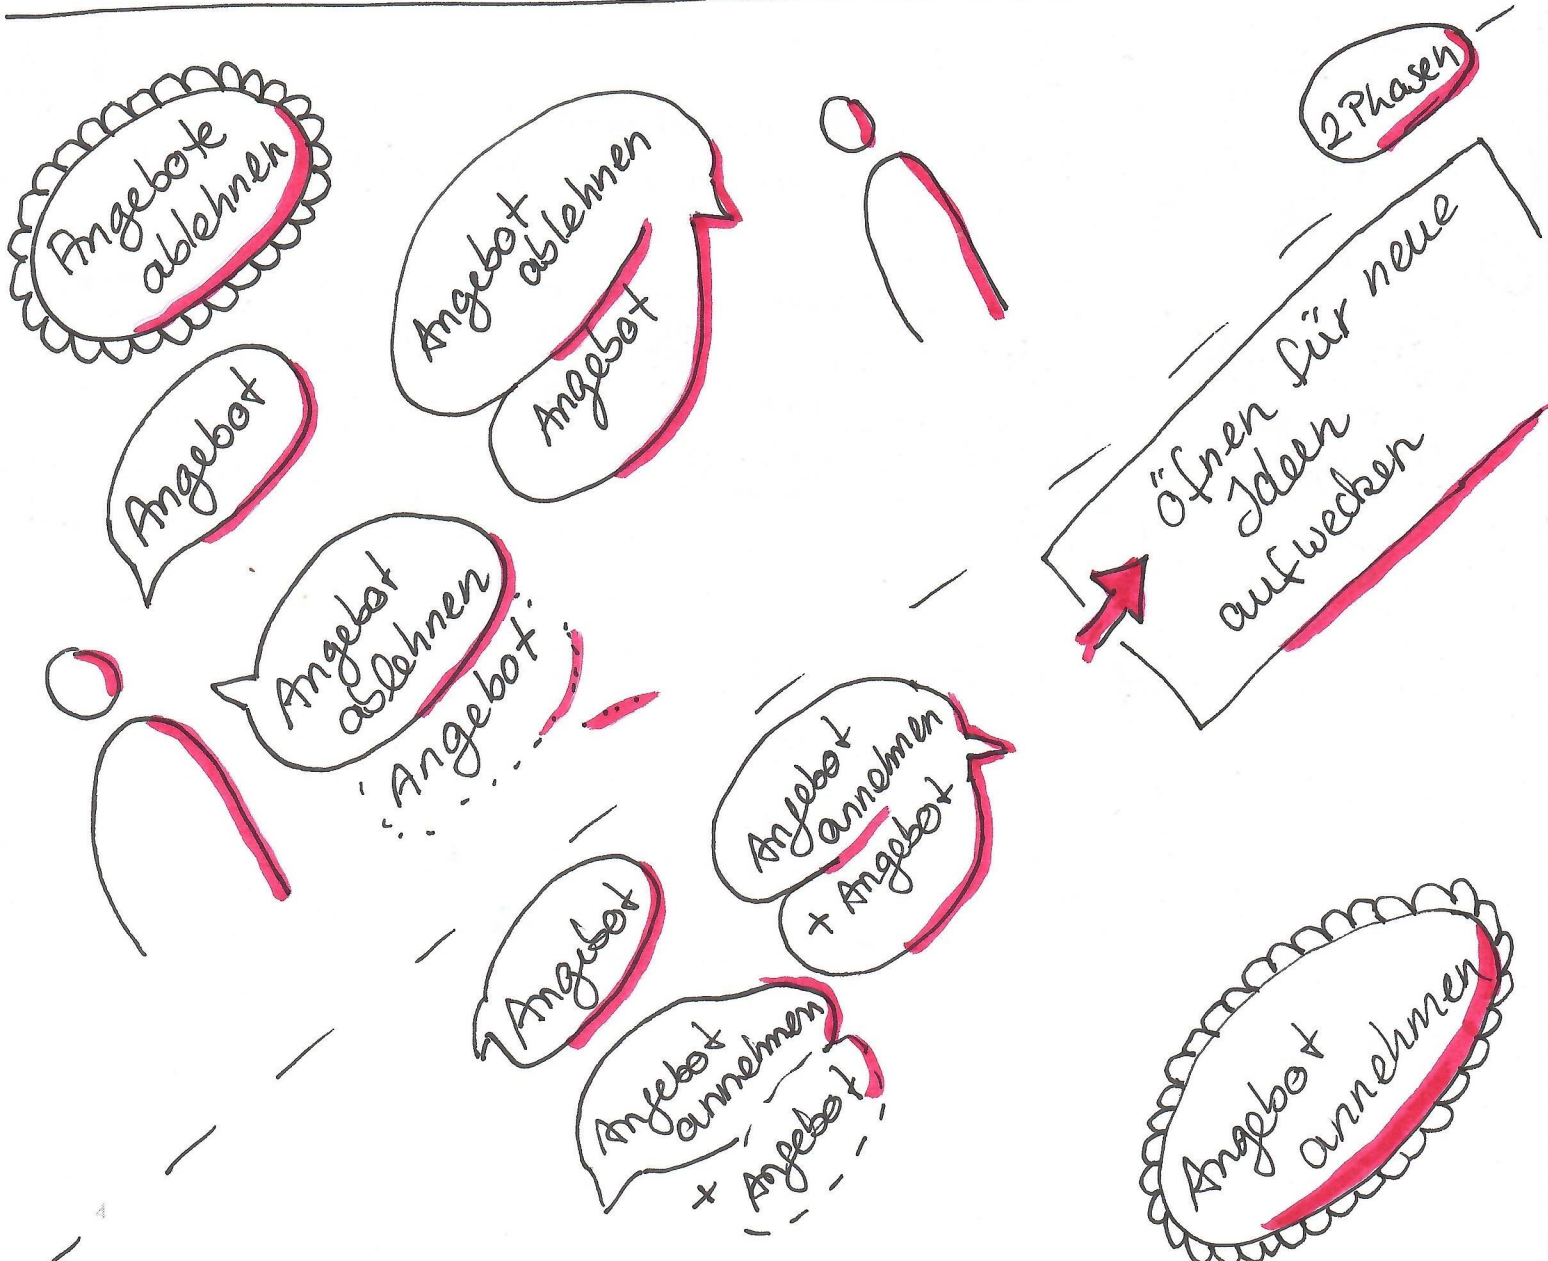 Angebote
ablehnen
Angebot
ablehnen
Angebot
Angebot
Angebot
ablehnen
Angebot
2 Phasen
öfnen für neue
Ideen
aufwecken
Angebot
annehmen
+ Angebot
Angebot
Angebot
annehmen
+ Angebot
Angebot
annehmen